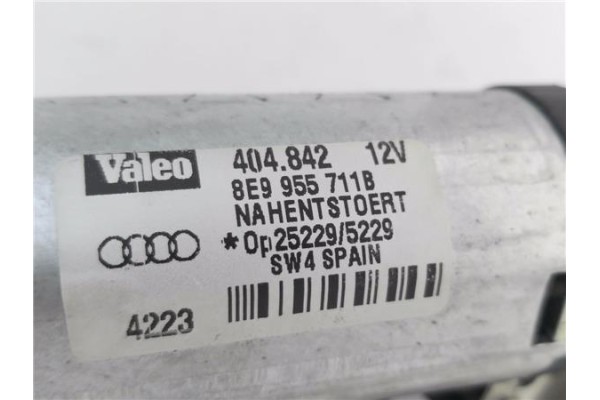 Valeo 404.842 12V
8E9 955 711B
NAHENTSTOERT
*Op25229/5229
SW4 SPAIN
4223